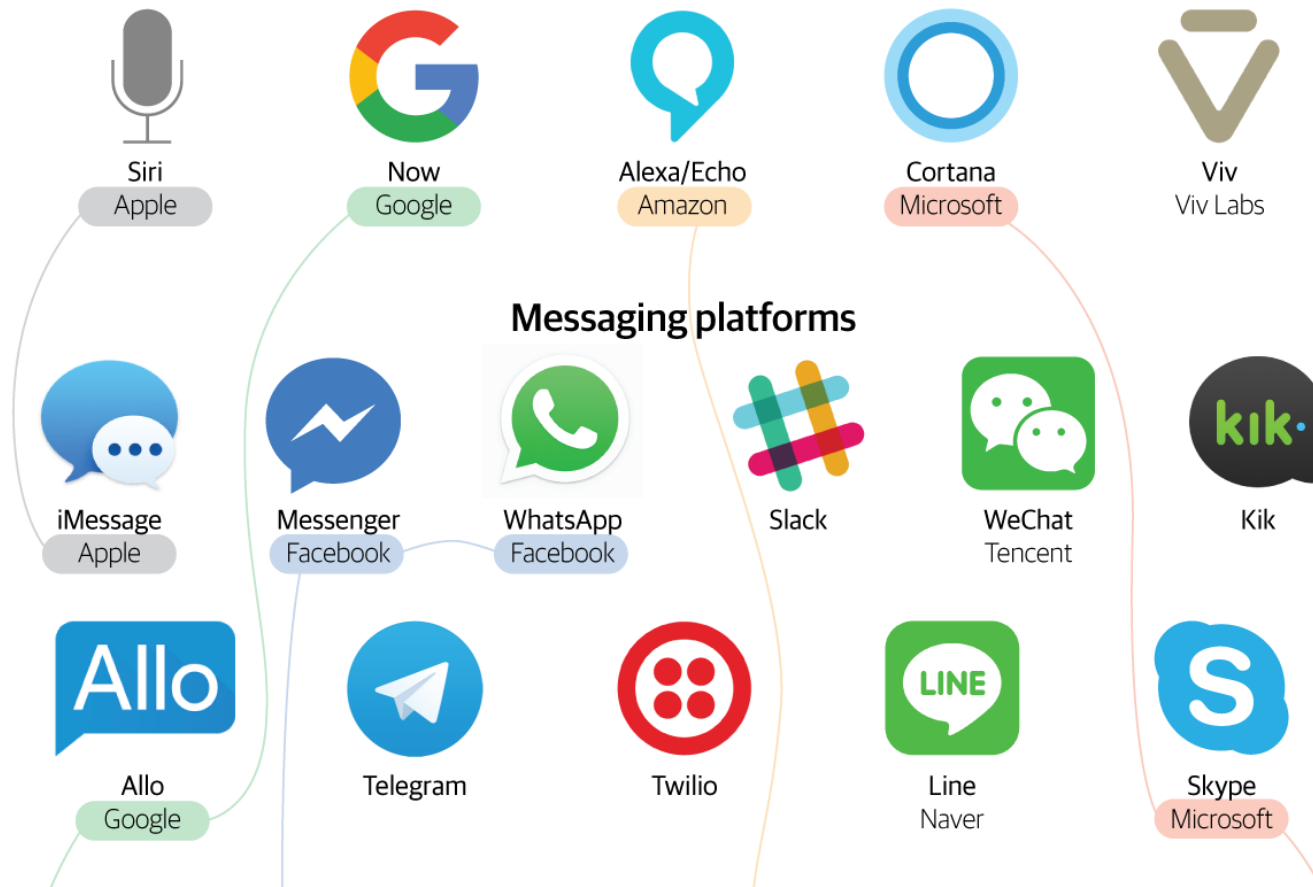 Siri
Apple
Now
Google
Alexa/Echo
Amazon
Cortana
Microsoft
Viv
Viv Labs
Messaging platforms
kik
iMessage
Apple
Messenger
Facebook
WhatsApp
Facebook
Slack
WeChat
Tencent
Kik
Allo
LINE
S
Allo
Google
Telegram
Twilio
Line
Naver
Skype
Microsoft